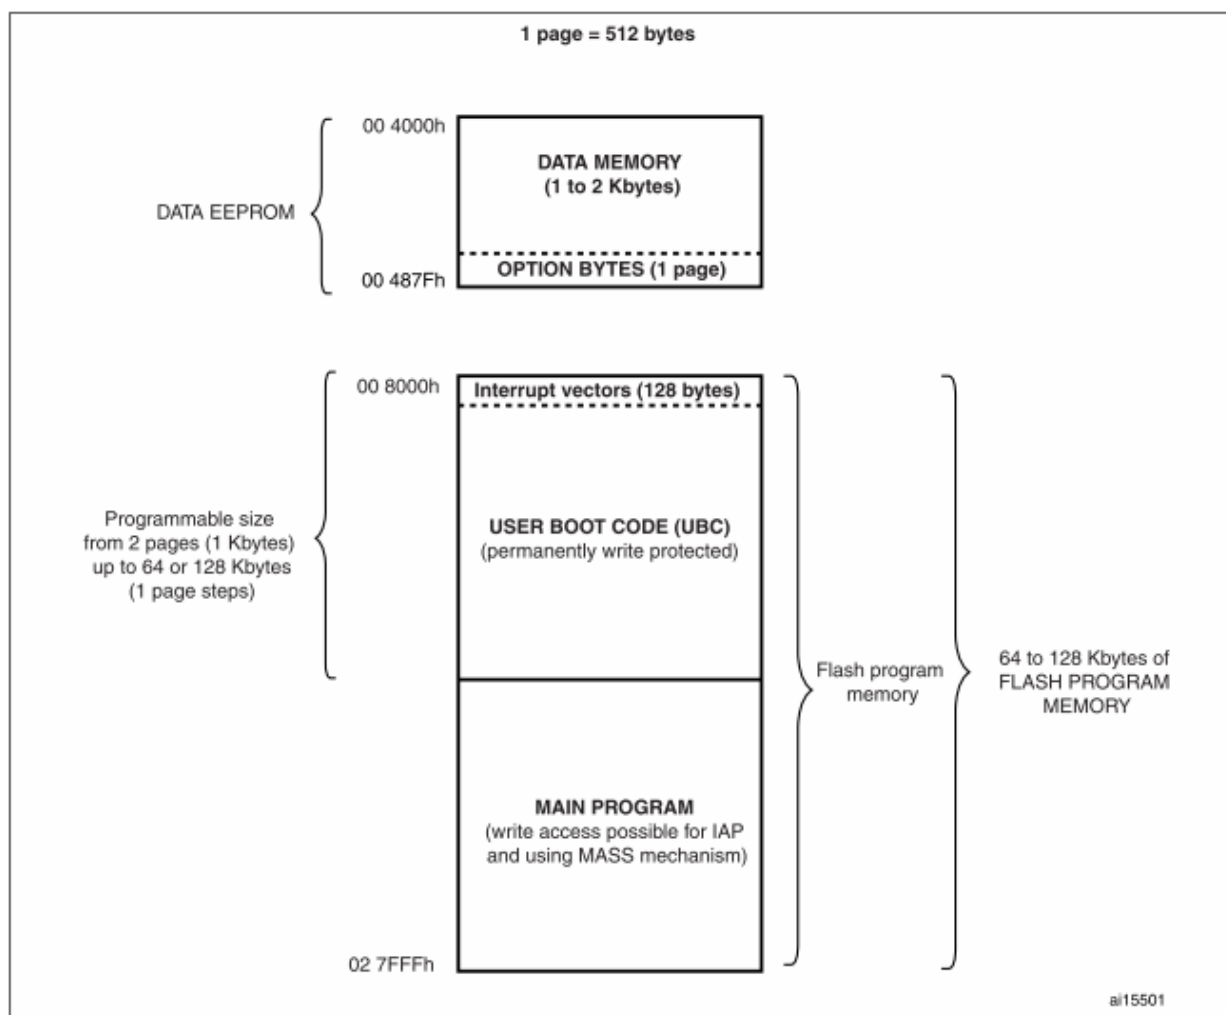 1 page = 512 bytes
00 4000h
DATA MEMORY
(1 to 2 Kbytes)
DATA EEPROM
OPTION BYTES (1 page)
00 487Fh
00 8000h
Interrupt vectors (128 bytes)
Programmable size
from 2 pages (1 Kbytes)
up to 64 or 128 Kbytes
(1 page steps)
USER BOOT CODE (UBC)
(permanently write protected)
Flash program
memory
64 to 128 Kbytes of
FLASH PROGRAM
MEMORY
MAIN PROGRAM
(write access possible for IAP
and using MASS mechanism)
02 7FFFh
ai15501